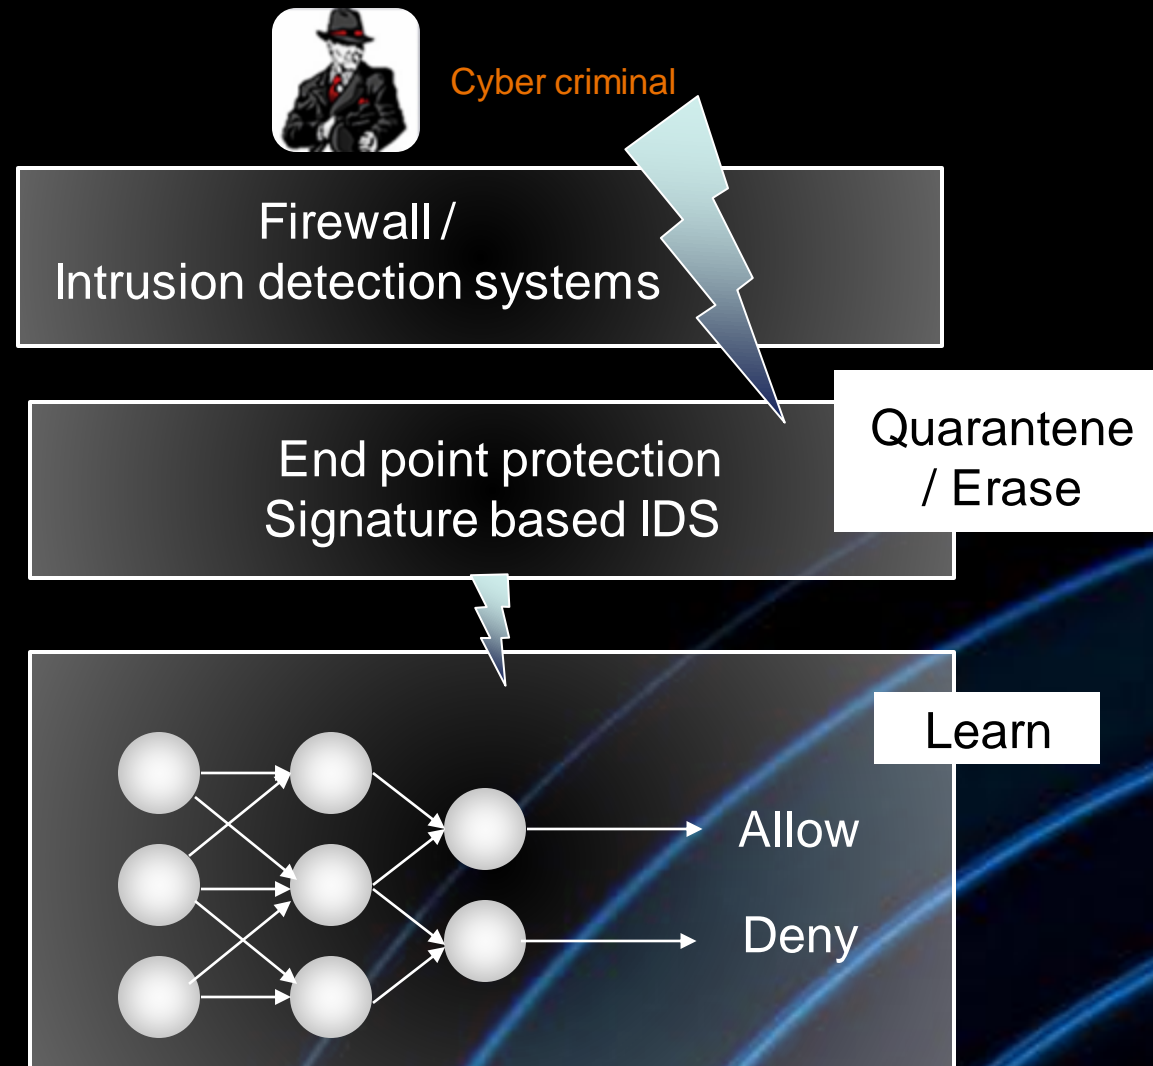 Cyber criminal
Firewall /
Intrusion detection systems
Quarantene
/ Erase
End point protection
Signature based IDS
Learn
Allow
Deny